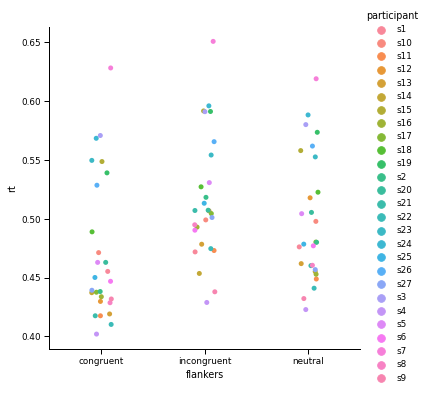 participant
s1
s10
s11
s12
s13
s14
s15
s16
s17
s18
s19
s2
s20
s21
s22
s23
s24
s25
s26
s27
s3
s4
s5
s6
s7
s8
s9
0.65
0.60
0.55
0.50
0.45
0.40
rt
congruent incongruent neutral
flankers